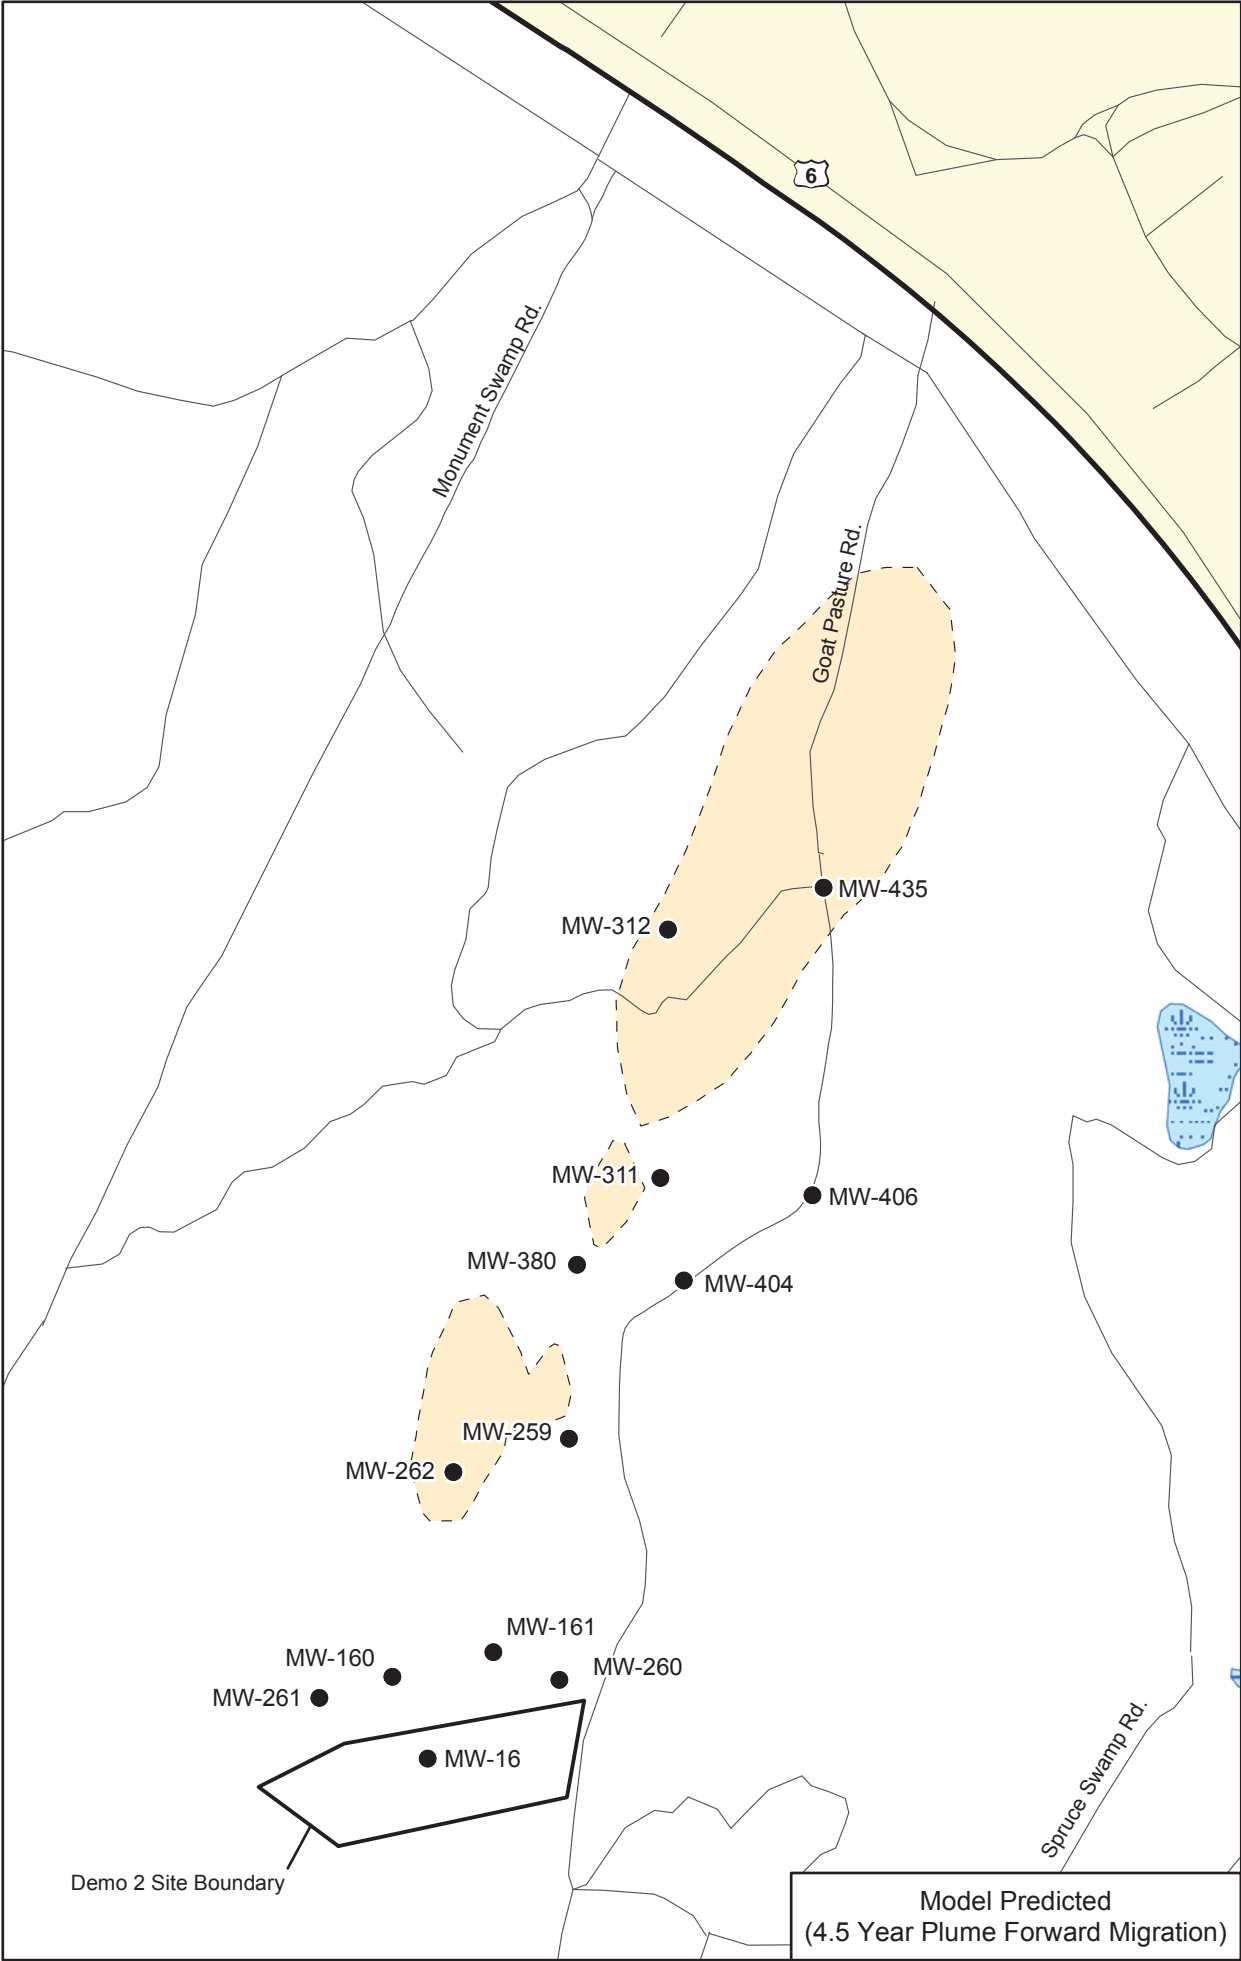 6
Monument Swamp Rd.
Goat Pasture Rd.
MW-435
MW-312
MW-311
MW-406
MW-380
MW-404
MW-259
MW-262
MW-161
MW-160
MW-260
MW-261
MW-16
Spruce Swamp Rd.
Demo 2 Site Boundary
Model Predicted
(4.5 Year Plume Forward Migration)